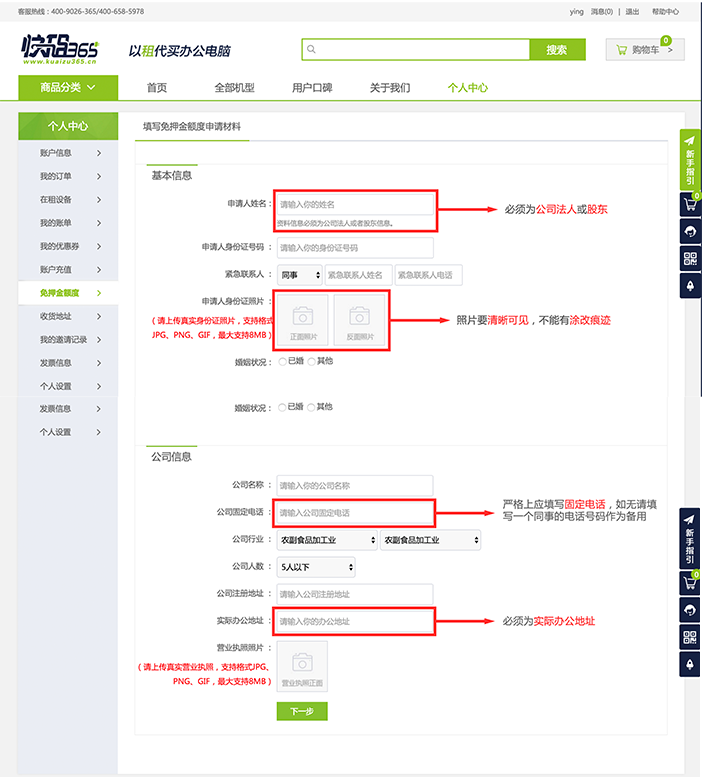 客服热线：400-9026-365/400-658-5978
ying 消息(0) | 退出 帮助中心
快租365
www.kuaizu365.cn
以租代买办公电脑
搜索
购物车 > 0
商品分类
首页
全部机型
用户口碑
关于我们
个人中心
个人中心
账户信息
我的订单
在租设备
我的账单
我的优惠券
账户充值
免押金额度
收货地址
我的邀请记录
发票信息
个人设置
发票信息
个人设置
填写免押金额度申请材料
基本信息
申请人姓名： 请输入你的姓名
资料信息必须为公司法人或者股东信息。
必须为公司法人或股东
申请人身份证号码： 请输入你的身份证号码
紧急联系人： 同事 紧急联系人姓名 紧急联系人电话
申请人身份证照片：
（请上传真实身份证照片，支持格式
JPG、PNG、GIF，最大支持8MB）
正面照片 反面照片
照片要清晰可见，不能有涂改痕迹
婚姻状况： 已婚 其他
婚姻状况： 已婚 其他
公司信息
公司名称 ： 请输入你的公司名称
公司固定电话： 请输入公司固定电话
严格上应填写固定电话，如无请填
写一个同事的电话号码作为备用
公司行业 ： 农副食品加工业 农副食品加工业
公司人数 ： 5人以下
公司注册地址： 请输入公司注册地址
实际办公地址： 请输入你的办公地址
必须为实际办公地址
营业执照照片 ：
（请上传真实营业执照，支持格式JPG、
PNG、GIF，最大支持8MB）
营业执照正面
下一步
新手指引
0
新手指引
0